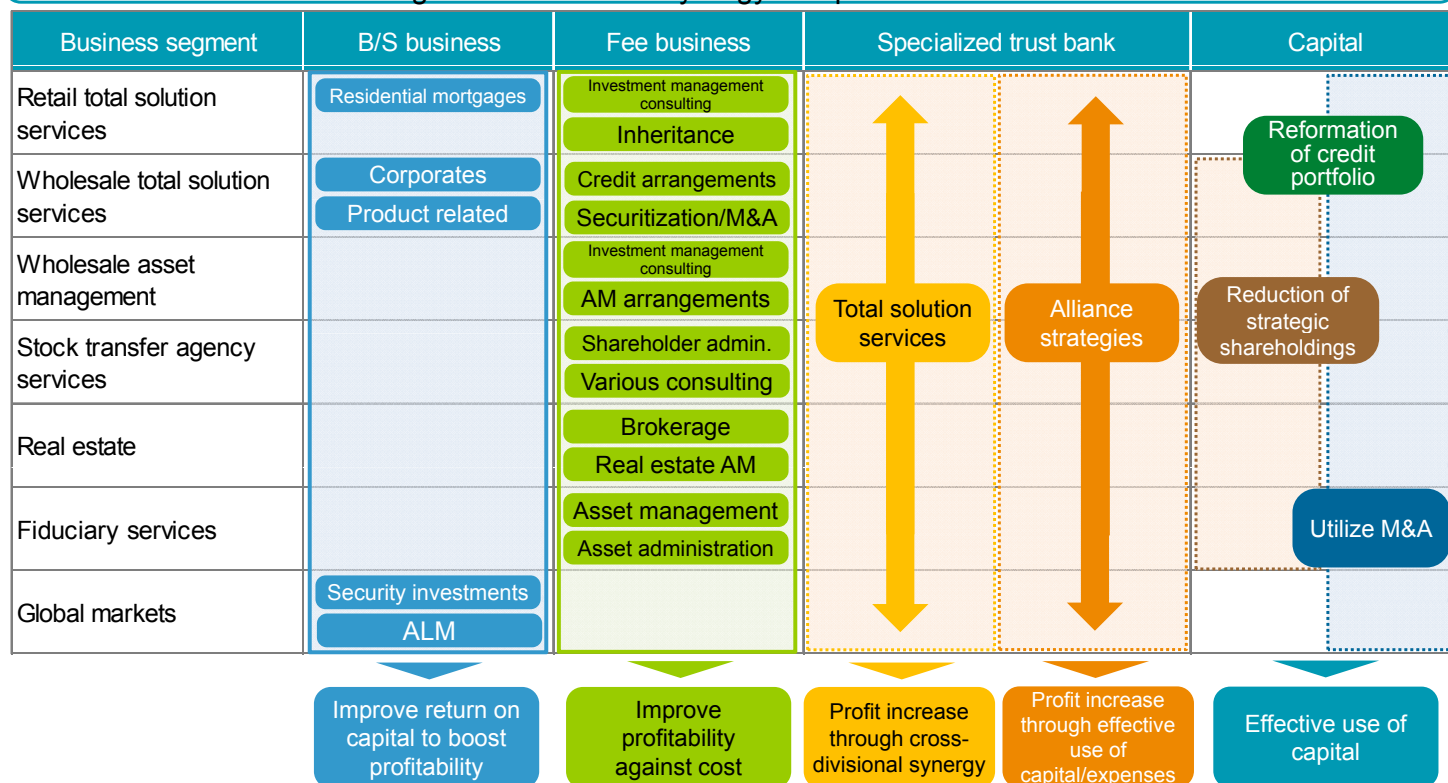 Business segment
B/S business
Fee business
Specialized trust bank
Capital
Retail total solution
services
Residential mortgages
Investment management
consulting
Inheritance
Reformation
of credit
portfolio
Wholesale total solution
services
Corporates
Product related
Credit arrangements
Securitization/M&A
Wholesale asset
management
Investment management
consulting
AM arrangements
Total solution
services
Alliance
strategies
Reduction of
strategic
shareholdings
Stock transfer agency
services
Shareholder admin.
Various consulting
Real estate
Brokerage
Real estate AM
Fiduciary services
Asset management
Asset administration
Utilize M&A
Global markets
Security investments
ALM
Improve return on
capital to boost
profitability
Improve
profitability
against cost
Profit increase
through cross-
divisional synergy
Profit increase
through effective
use of
capital/expenses
Effective use of
capital